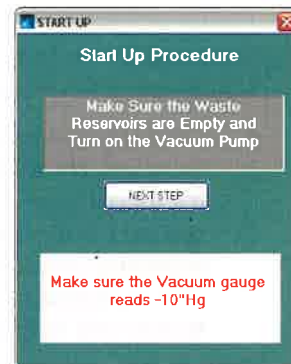 START UP
Start Up Procedure
Make Sure the Waste
Reservoirs are Empty and
Turn on the Vacuum Pump
NEXT STEP
Make sure the Vacuum gauge
reads -10"Hg